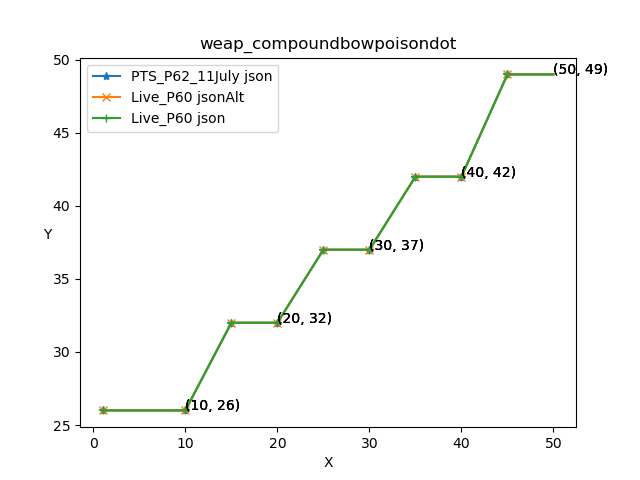 weap_compoundbowpoisondot
PTS_P62_11July json
Live_P60 jsonAlt
Live_P60 json
50
45
40
35
30
25
Y
(50, 49)
(40, 42)
(30, 37)
(20, 32)
(10, 26)
0 10 20 30 40 50
X